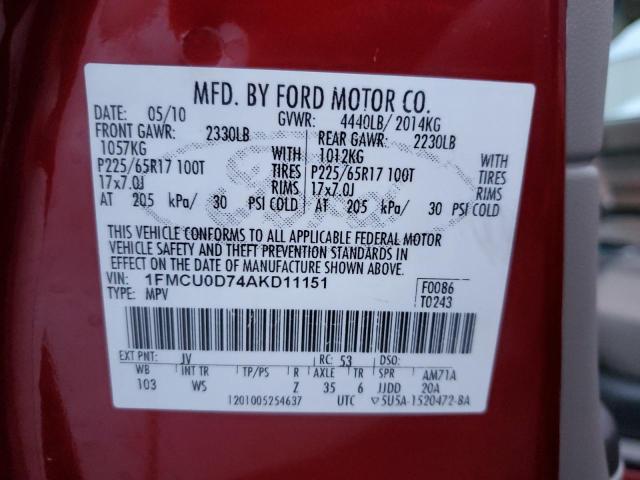 MFD. BY FORD MOTOR CO.
DATE: 05/10 GVWR: 4440LB/ 2014KG
FRONT GAWR: 2330LB REAR GAWR: 2230LB
1057KG 1012KG
P225/65R17 100T TIRES P225/65R17 100T TIRES
17x7.0J RIMS 17x7.0J RIMS
AT 205 kPa/ 30 PSI COLD AT 205 kPa/ 30 PSI COLD
THIS VEHICLE CONFORMS TO ALL APPLICABLE FEDERAL MOTOR
VEHICLE SAFETY AND THEFT PREVENTION STANDARDS IN
EFFECT ON THE DATE OF MANUFACTURE SHOWN ABOVE.
VIN: 1FMCU0D74AKD11151 F0086
TYPE: MPV T0243
EXT PNT: JV RC: 53 DSO:
WB INT TR TP/PS R AXLE TR SPR AM71A
103 WS Z 35 6 JJDD 20A
1201005254637 UTC ▽5U5A-1520472-8A